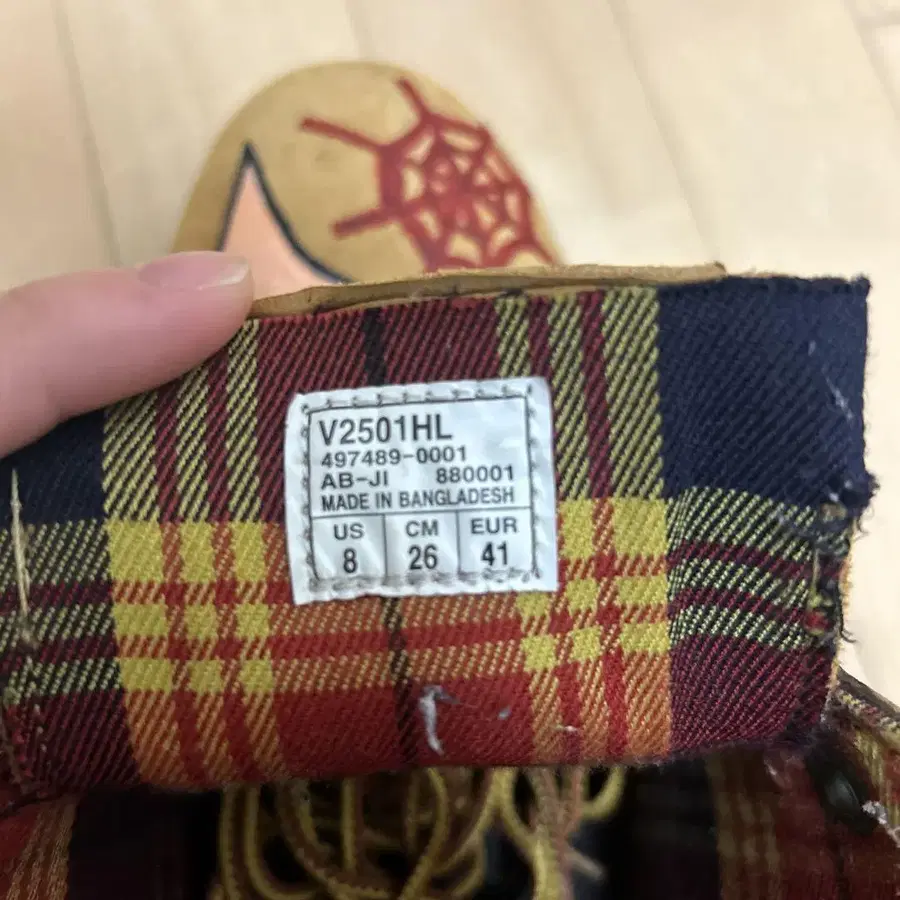 V2501HL
497489-0001
AB-JI 880001
MADE IN BANGLADESH
US CM EUR
8 26 41